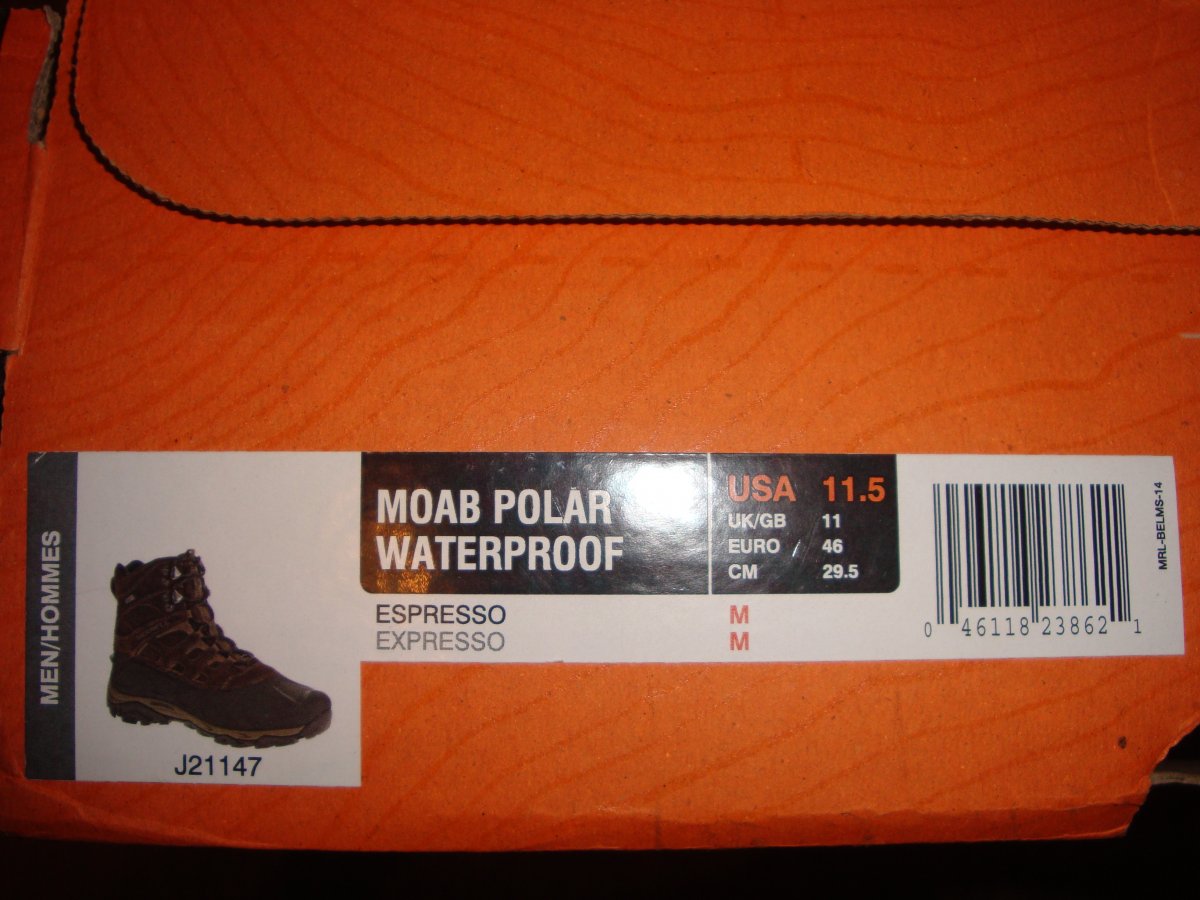 MEN/HOMMES
J21147
MOAB POLAR
WATERPROOF
ESPRESSO
EXPRESSO
USA 11.5
UK/GB 11
EURO 46
CM 29.5
M
M
0 46118 23862 1
MRL-BELMS-14